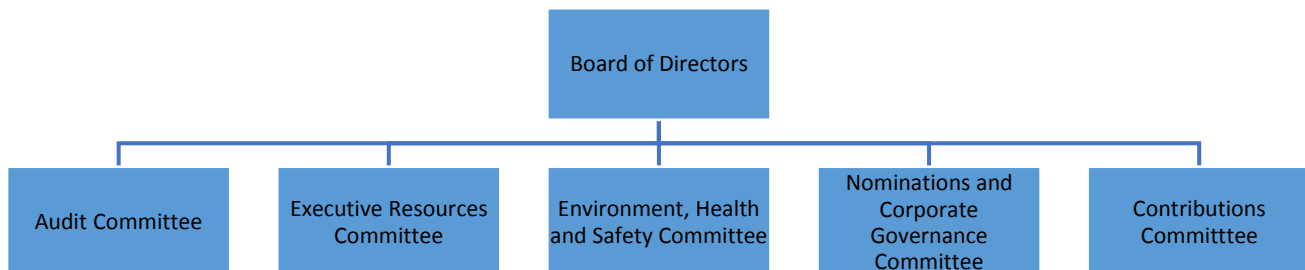 Board of Directors
Audit Committee
Executive Resources
Committee
Environment, Health
and Safety Committee
Nominations and
Corporate
Governance
Committee
Contributions
Committtee